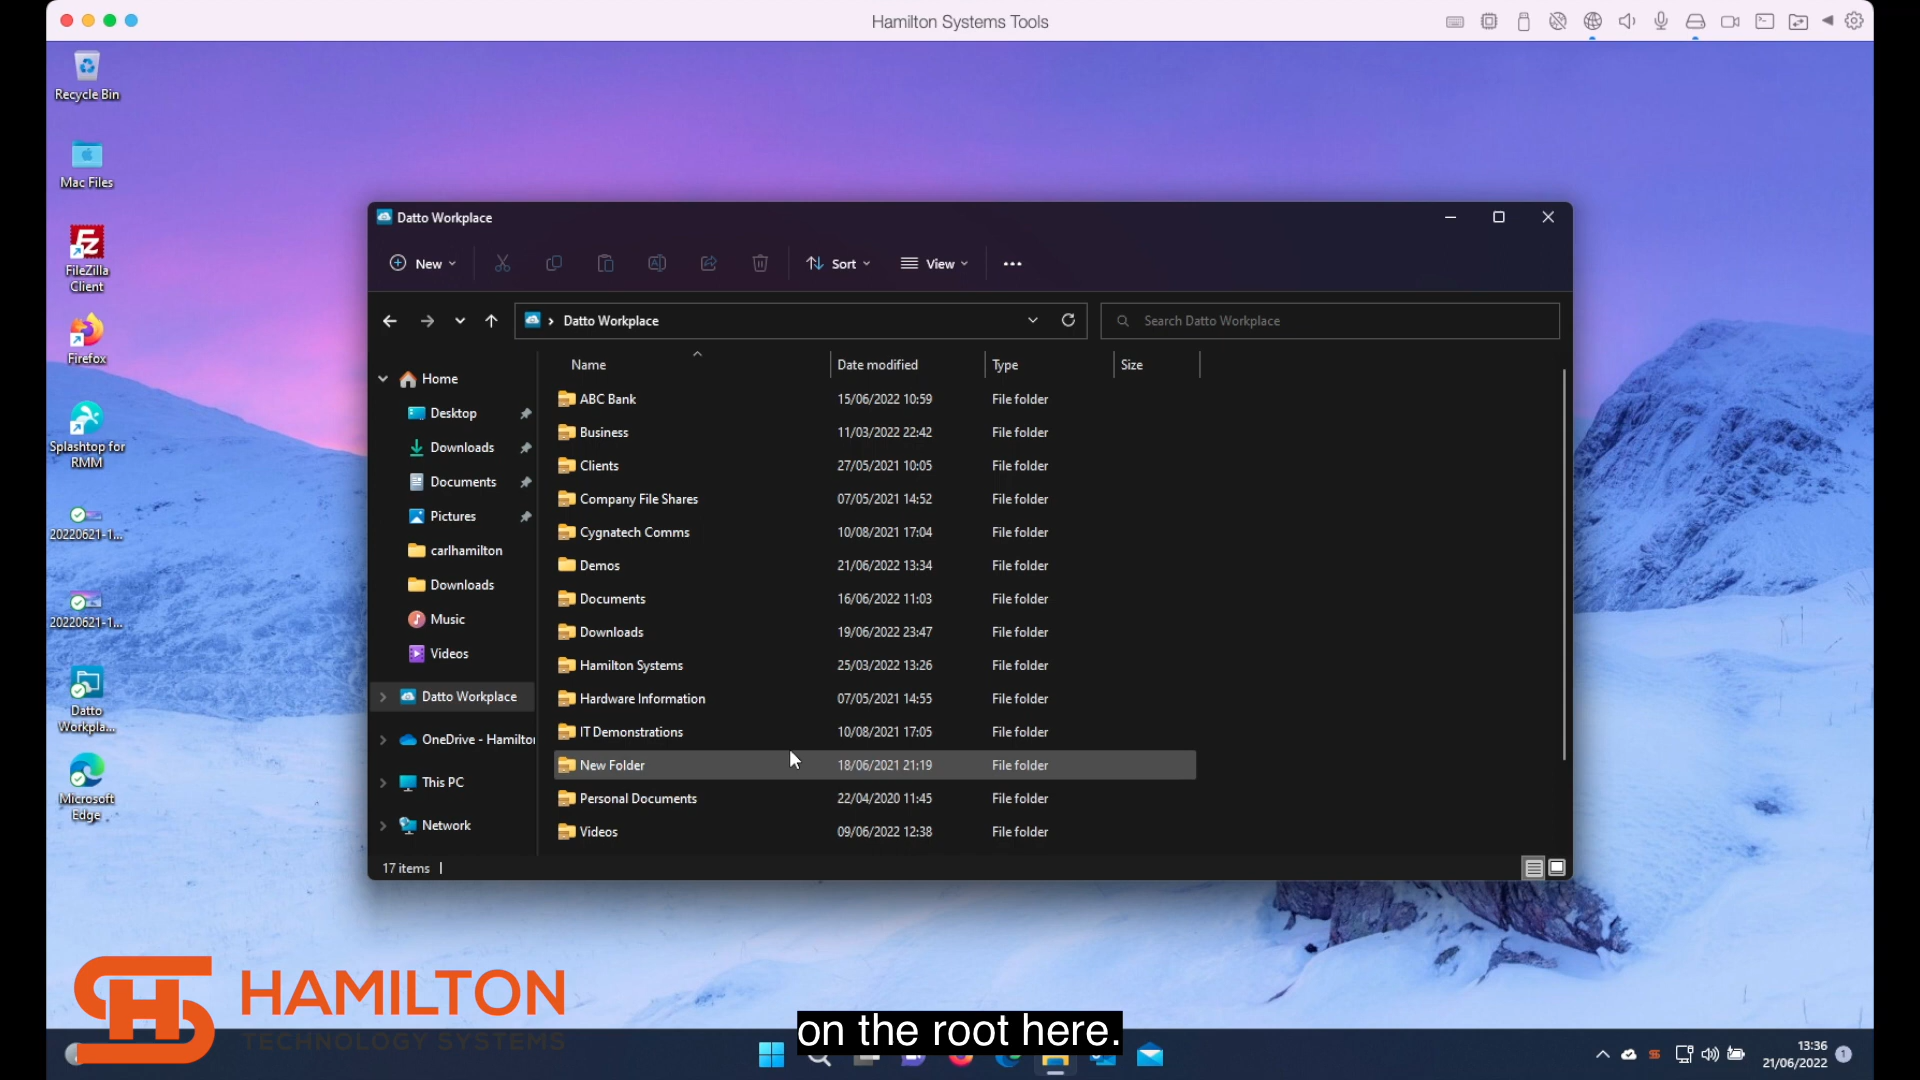 Hamilton Systems Tools
Recycle Bin
Mac Files
FileZilla
Client
Firefox
Splashtop for
RMM
20220621-1...
20220621-1...
Datto
Workpla...
Microsoft
Edge
Datto Workplace
New
Sort
View
Datto Workplace
Search Datto Workplace
Home
Desktop
Downloads
Documents
Pictures
carlhamilton
Downloads
Music
Videos
Datto Workplace
OneDrive - Hamilto
This PC
Network
Name Date modified Type Size
ABC Bank 15/06/2022 10:59 File folder
Business 11/03/2022 22:42 File folder
Clients 27/05/2021 10:05 File folder
Company File Shares 07/05/2021 14:52 File folder
Cygnatech Comms 10/08/2021 17:04 File folder
Demos 21/06/2022 13:34 File folder
Documents 16/06/2022 11:03 File folder
Downloads 19/06/2022 23:47 File folder
Hamilton Systems 25/03/2022 13:26 File folder
Hardware Information 07/05/2021 14:55 File folder
IT Demonstrations 10/08/2021 17:05 File folder
New Folder 18/06/2021 21:19 File folder
Personal Documents 22/04/2020 11:45 File folder
Videos 09/06/2022 12:38 File folder
17 items
HAMILTON
TECHNOLOGY SYSTEMS
on the root here.
13:36
21/06/2022
1